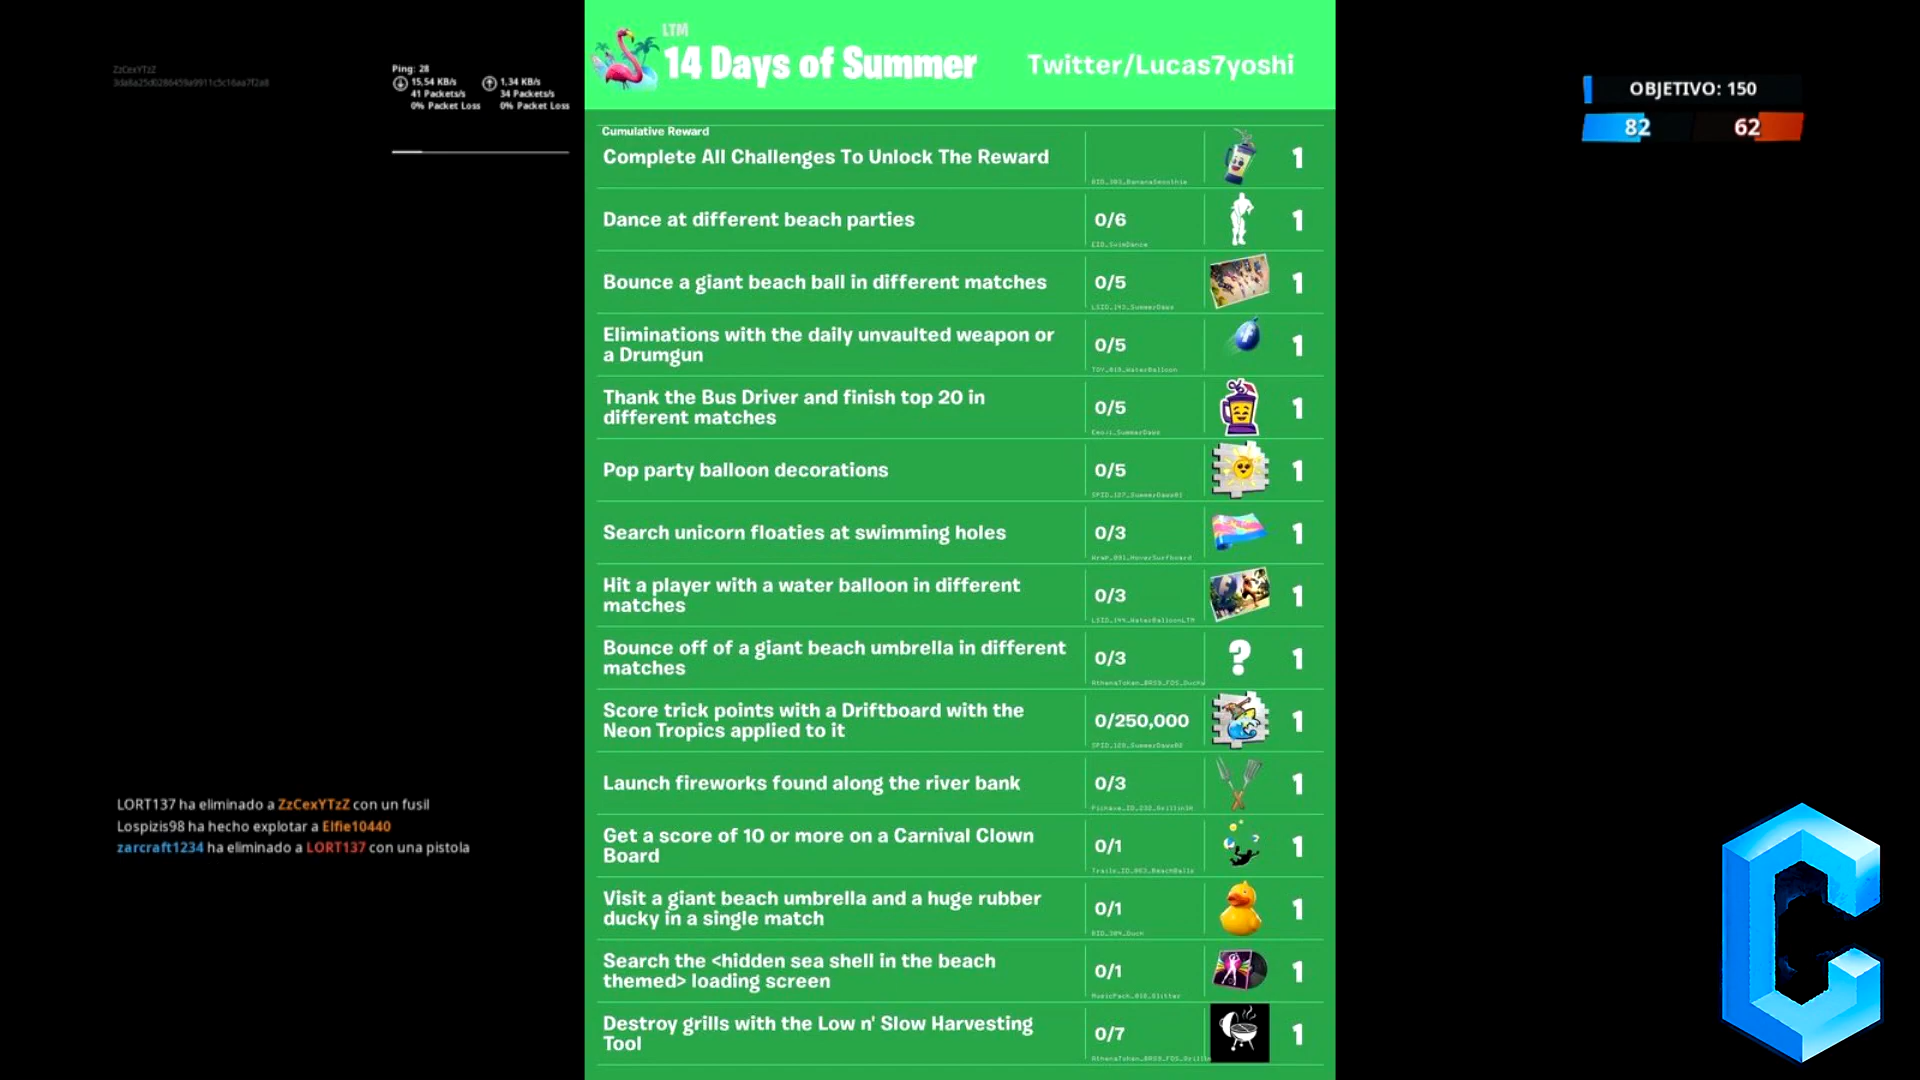 ZzCexYTzZ
Ping: 28
15,54 KB/s
1,34 KB/s
41 Packets/s
34 Packets/s
0% Packet Loss
0% Packet Loss
LTM
14 Days of Summer
Twitter/Lucas7yoshi
OBJETIVO: 150
82
62
Cumulative Reward
Complete All Challenges To Unlock The Reward
1
BID_303_BananaSmoothie
Dance at different beach parties
0/6
1
EID_SwimDance
Bounce a giant beach ball in different matches
0/5
1
LSID_143_SummerDays
Eliminations with the daily unvaulted weapon or
a Drumgun
0/5
1
TOY_019_WaterBalloon
Thank the Bus Driver and finish top 20 in
different matches
0/5
1
Emoji_SummerDays
Pop party balloon decorations
0/5
1
SPID_127_SummerDays01
Search unicorn floaties at swimming holes
0/3
1
Hit a player with a water balloon in different
matches
0/3
1
LSID_144_WaterBalloonLTM
Bounce off of a giant beach umbrella in different
matches
0/3
1
Score trick points with a Driftboard with the
Neon Tropics applied to it
0/250,000
1
SPID_128_SummerDays02
Launch fireworks found along the river bank
0/3
1
Get a score of 10 or more on a Carnival Clown
Board
0/1
1
Visit a giant beach umbrella and a huge rubber
ducky in a single match
0/1
1
BID_304_Duck
Search the <hidden sea shell in the beach
themed> loading screen
0/1
1
Destroy grills with the Low n' Slow Harvesting
Tool
0/7
1
LORT137 ha eliminado a ZzCexYTzZ con un fusil
Lospizis98 ha hecho explotar a Elfie10440
zarcraft1234 ha eliminado a LORT137 con una pistola
C